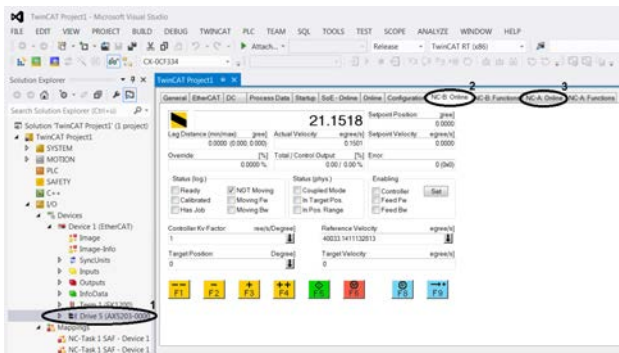 TwinCAT Project1 - Microsoft Visual Studio
FILE EDIT VIEW PROJECT BUILD DEBUG TWINCAT PLC TEAM SQL TOOLS TEST SCOPE ANALYZE WINDOW HELP
Attach... Release TwinCAT RT (x86)
CX-0CF334
Solution Explorer
TwinCAT Project1
2
3
General EtherCAT DC Process Data Startup SoE - Online Online Configuration NC-B: Online NC-B: Functions NC-A: Online NC-A: Functions
Search Solution Explorer (Ctrl+ü)
Solution 'TwinCAT Project1' (1 project)
TwinCAT Project1
SYSTEM
MOTION
PLC
SAFETY
C++
I/O
Devices
Device 1 (EtherCAT)
Image
Image-Info
SyncUnits
Inputs
Outputs
InfoData
Term 1 (EK1200)
1
Drive 5 (AX5203-0000
Mappings
NC-Task 1 SAF - Device 1
NC-Task 1 SAF - Device 1
21.1518
Setpoint Position
0.0000
Lag Distance (min/max) Actual Velocity Setpoint Velocity
0.0000 (0.000, 0.000) 0.1501 0.0000
Override [%] Total / Control Output [%] Error
0.0000 % 0.00 / 0.00 % 0 (0x0)
Status (log.) Status (phys.) Enabling
Ready NOT Moving Coupled Mode Controller Set
Calibrated Moving Fw In Target Pos. Feed Fw
Has Job Moving Bw In Pos. Range Feed Bw
Controller Kv-Factor Reference Velocity
1 40033.1411132813
Target Position Degree] Target Velocity
0 0
-- - + ++
F1 F2 F3 F4 F5 F6 F8 F9